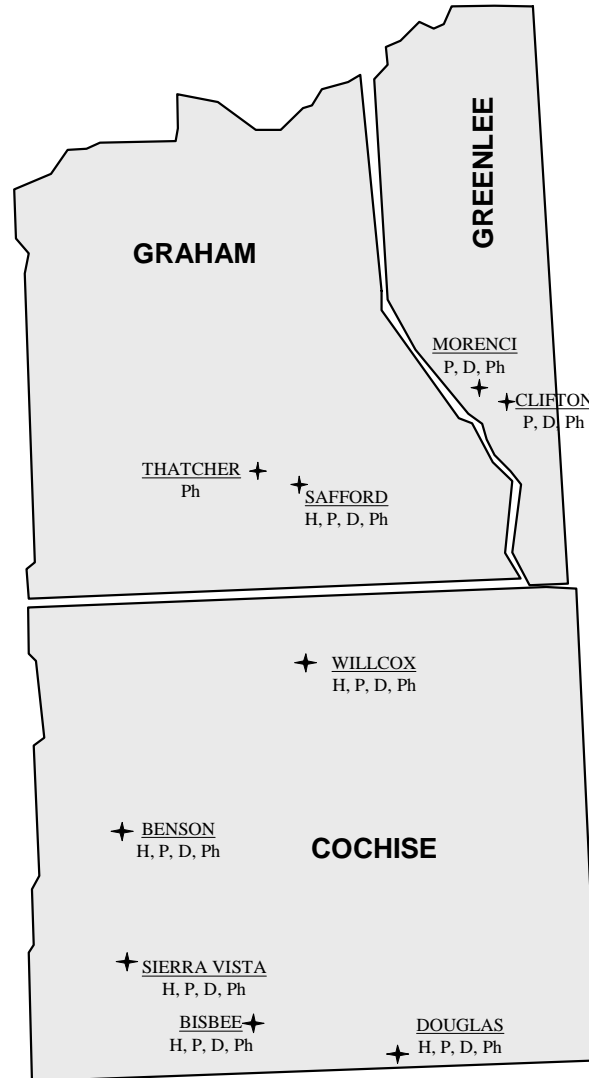 GREENLEE
GRAHAM
MORENCI
P, D, Ph
CLIFTON
P, D, Ph
THATCHER
Ph
SAFFORD
H, P, D, Ph
WILLCOX
H, P, D, Ph
BENSON
H, P, D, Ph
COCHISE
SIERRA VISTA
H, P, D, Ph
BISBEE
H, P, D, Ph
DOUGLAS
H, P, D, Ph